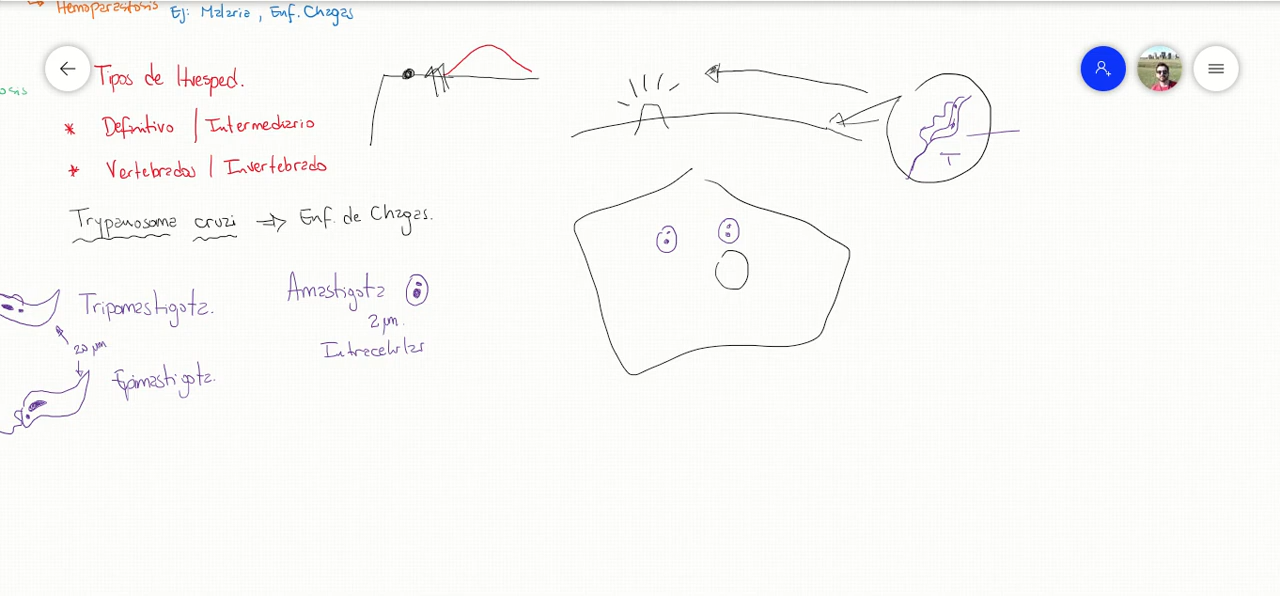 → Hemoparasitosis Ej: Malaria, Enf. Chagas
osis
Tipos de Huesped.
* Definitivo / Intermediario
* Vertebrados / Invertebrado
Trypanosoma cruzi ⇒ Enf. de Chagas.
Tripomastigota.
20 μm
Epimastigota.
Amastigota
2 μm.
Intracelular
T